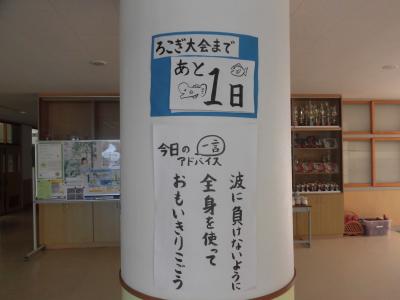 ろこぎ大会まで
あと
1日
今日の
一言
アドバイス
波に負けないように
全身を使って
おもいきりこごう